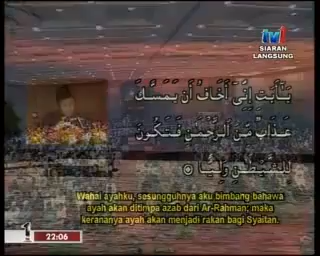 tv1
SIARAN
LANGSUNG
يَٰٓأَبَتِ إِنِّىٓ أَخَافُ أَن يَمَسَّكَ
عَذَابٌ مِّنَ ٱلرَّحْمَٰنِ فَتَكُونَ
لِلشَّيْطَٰنِ وَلِيًّا
Wahai ayahku, sesungguhnya aku bimbang bahawa
ayah akan ditimpa azab dari Ar-Rahman; maka
kerananya ayah akan menjadi rakan bagi Syaitan.
1
22:06